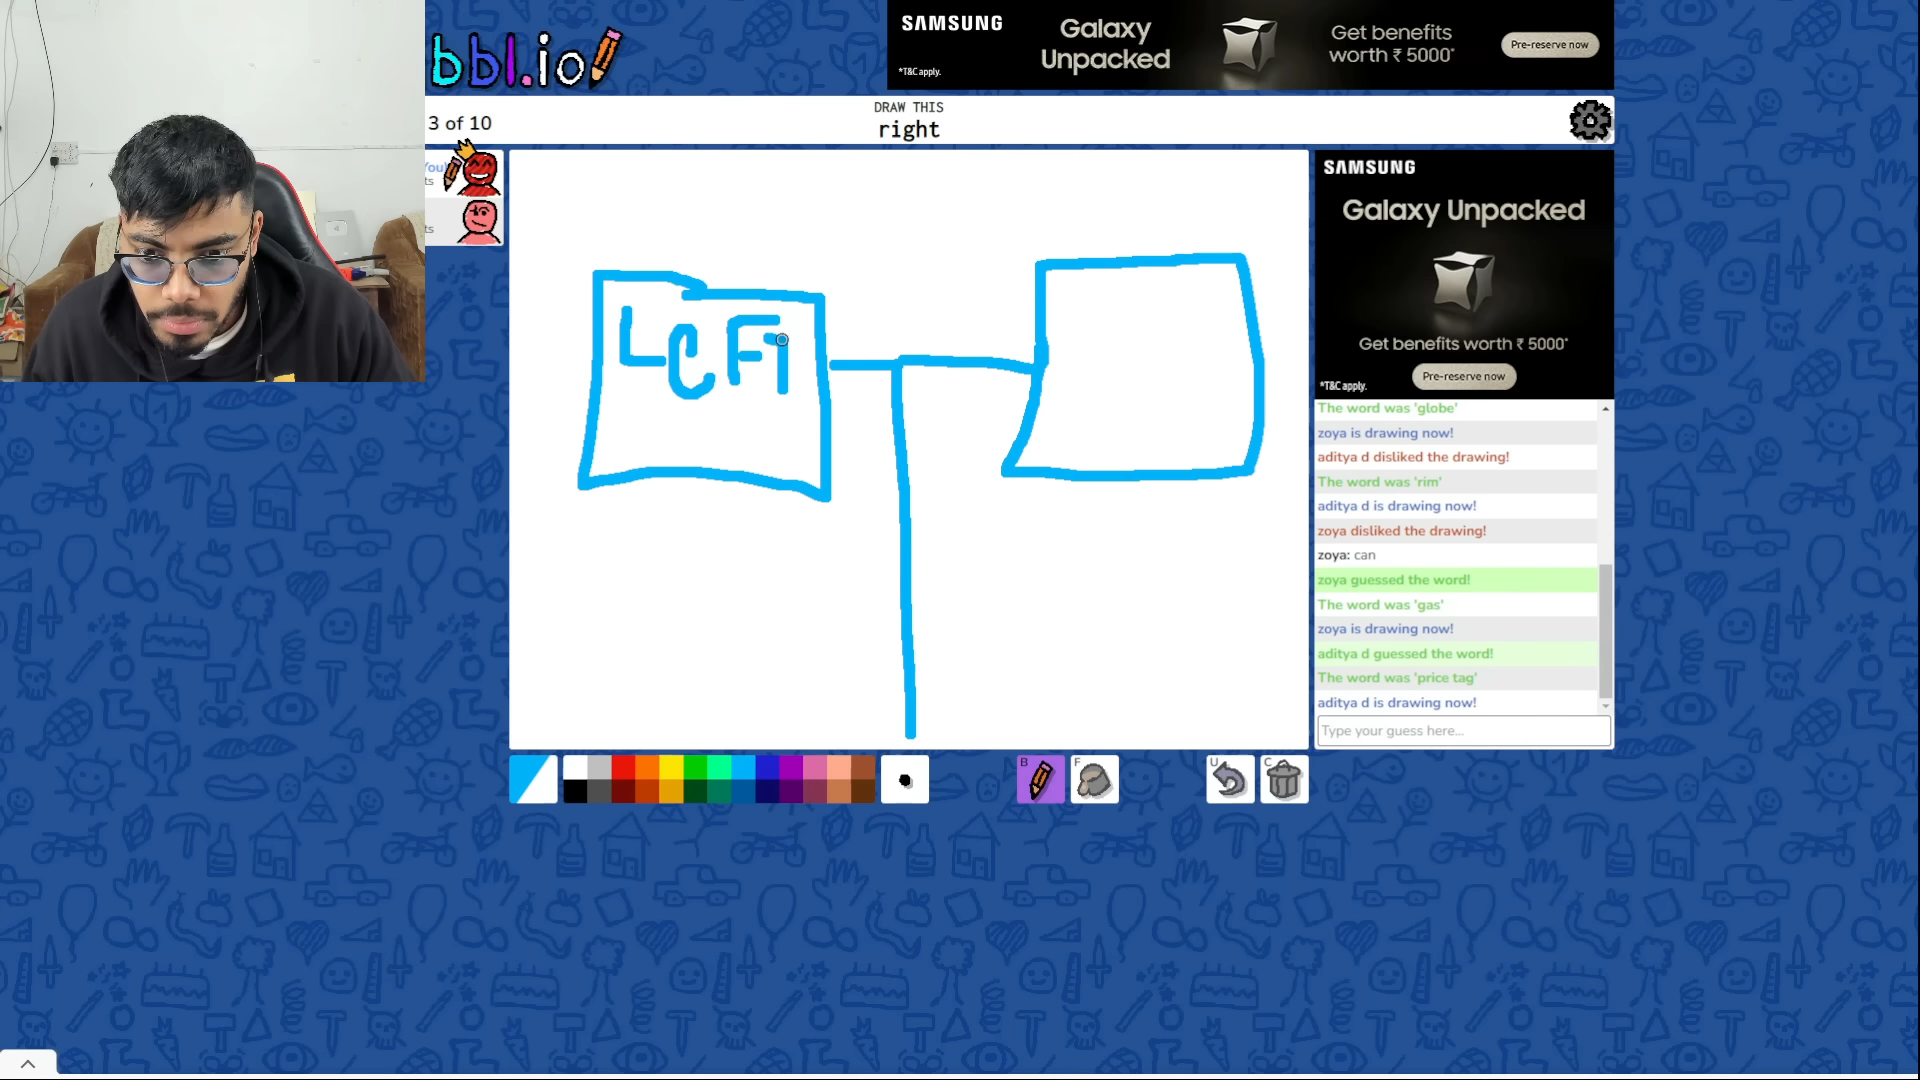 bbl.io
SAMSUNG
*T&C apply.
Galaxy
Unpacked
Get benefits
worth ₹ 5000*
Pre-reserve now
3 of 10
DRAW THIS
right
You
ts
ts
LCFT
SAMSUNG
Galaxy Unpacked
Get benefits worth ₹ 5000*
*T&C apply.
Pre-reserve now
The word was 'globe'
zoya is drawing now!
aditya d disliked the drawing!
The word was 'rim'
aditya d is drawing now!
zoya disliked the drawing!
zoya: can
zoya guessed the word!
The word was 'gas'
zoya is drawing now!
aditya d guessed the word!
The word was 'price tag'
aditya d is drawing now!
Type your guess here...
B
F
U
C